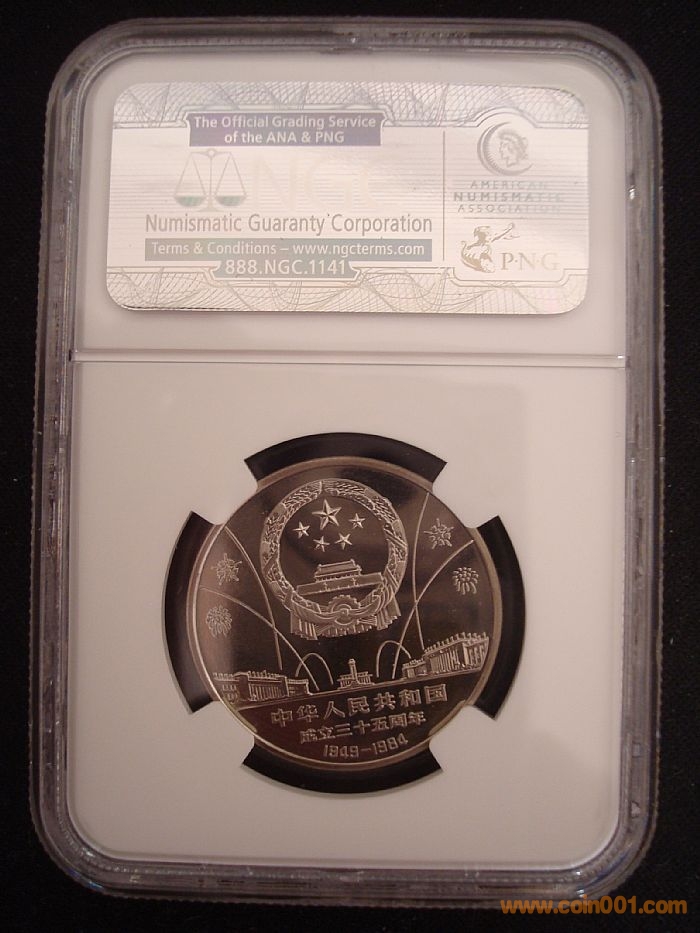 The Official Grading Service
of the ANA & PNG
NGC
Numismatic Guaranty Corporation
Terms & Conditions – www.ngcterms.com
888.NGC.1141
AMERICAN
NUMISMATIC
ASSOCIATION
P·N·G
中华人民共和国
成立三十五周年
1949-1984
www.coin001.com